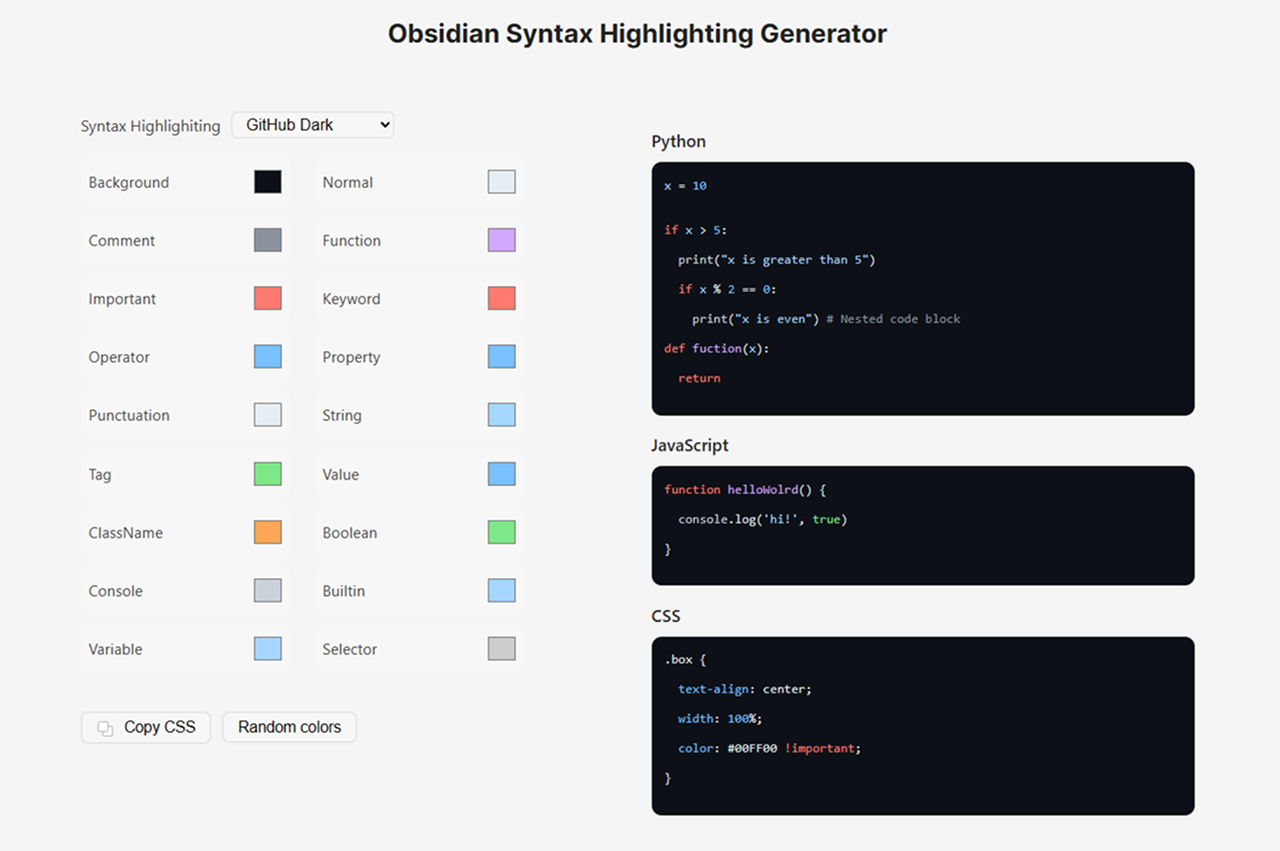 Obsidian Syntax Highlighting Generator
Syntax Highlighiting GitHub Dark
Background Normal
Comment Function
Important Keyword
Operator Property
Punctuation String
Tag Value
ClassName Boolean
Console Builtin
Variable Selector
Copy CSS Random colors
Python
x = 10
if x > 5:
print("x is greater than 5")
if x % 2 == 0:
print("x is even") # Nested code block
def fuction(x):
return
JavaScript
function helloWolrd() {
console.log('hi!', true)
}
CSS
.box {
text-align: center;
width: 100%;
color: #00FF00 !important;
}